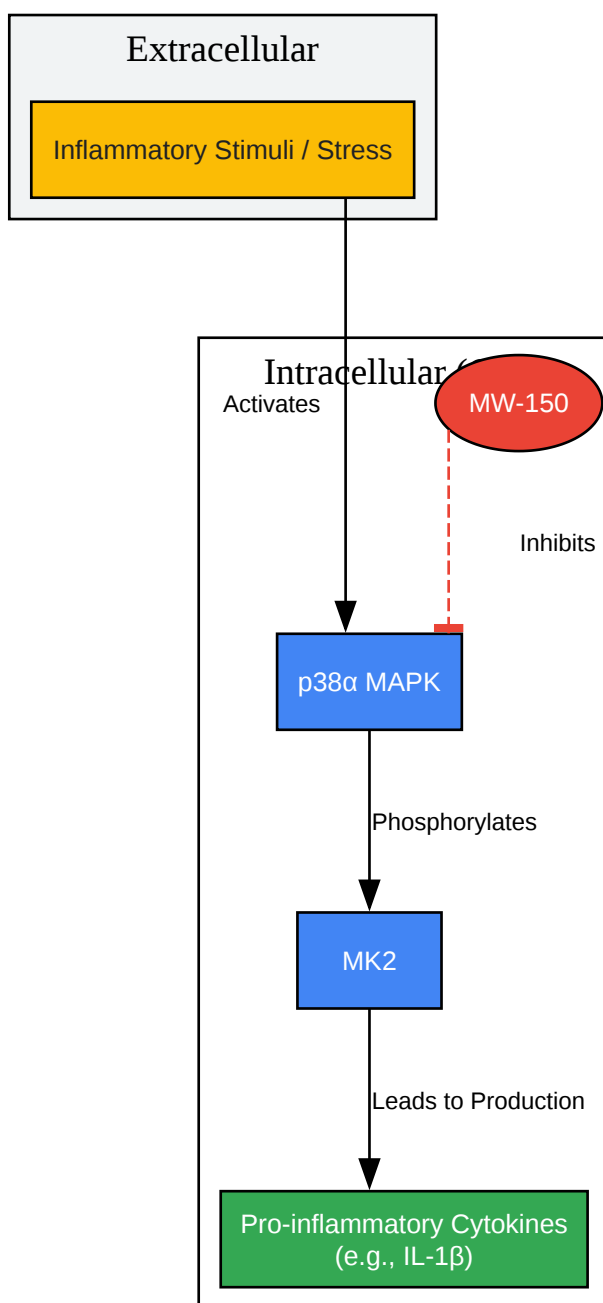 Extracellular
Inflammatory Stimuli / Stress
Intracellular
Activates
MW-150
Inhibits
p38α MAPK
Phosphorylates
MK2
Leads to Production
Pro-inflammatory Cytokines
(e.g., IL-1β)